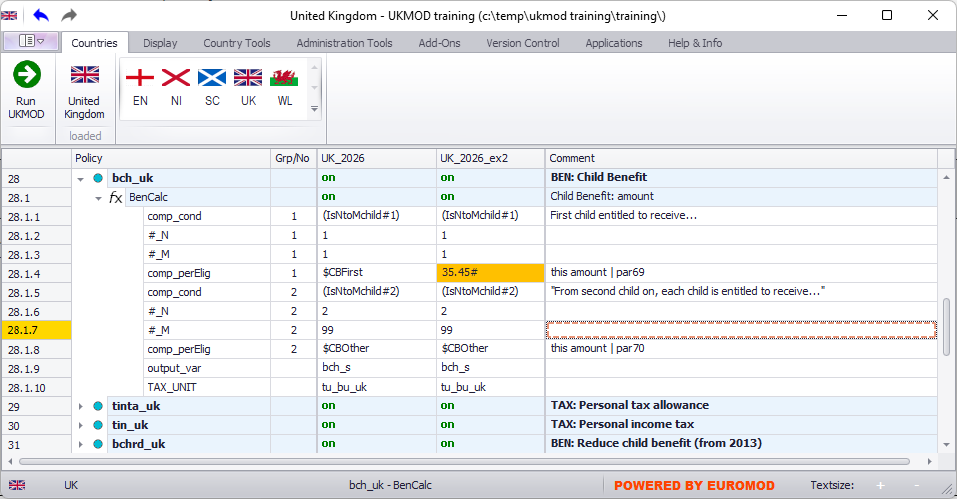 United Kingdom - UKMOD training (c:\temp\ukmod training\training\)
Countries Display Country Tools Administration Tools Add-Ons Version Control Applications Help & Info
Run UKMOD
United Kingdom
loaded
EN NI SC UK WL
Policy Grp/No UK_2026 UK_2026_ex2 Comment
28 bch_uk on on BEN: Child Benefit
28.1 fx BenCalc on on Child Benefit: amount
28.1.1 comp_cond 1 (IsNtoMchild#1) (IsNtoMchild#1) First child entitled to receive...
28.1.2 #_N 1 1 1
28.1.3 #_M 1 1 1
28.1.4 comp_perElig 1 $CBFirst 35.45# this amount | par69
28.1.5 comp_cond 2 (IsNtoMchild#2) (IsNtoMchild#2) "From second child on, each child is entitled to receive..."
28.1.6 #_N 2 2 2
28.1.7 #_M 2 99 99
28.1.8 comp_perElig 2 $CBOther $CBOther this amount | par70
28.1.9 output_var bch_s bch_s
28.1.10 TAX_UNIT tu_bu_uk tu_bu_uk
29 tinta_uk on on TAX: Personal tax allowance
30 tin_uk on on TAX: Personal income tax
31 bchrd_uk on on BEN: Reduce child benefit (from 2013)
UK bch_uk - BenCalc POWERED BY EUROMOD Textsize: + -